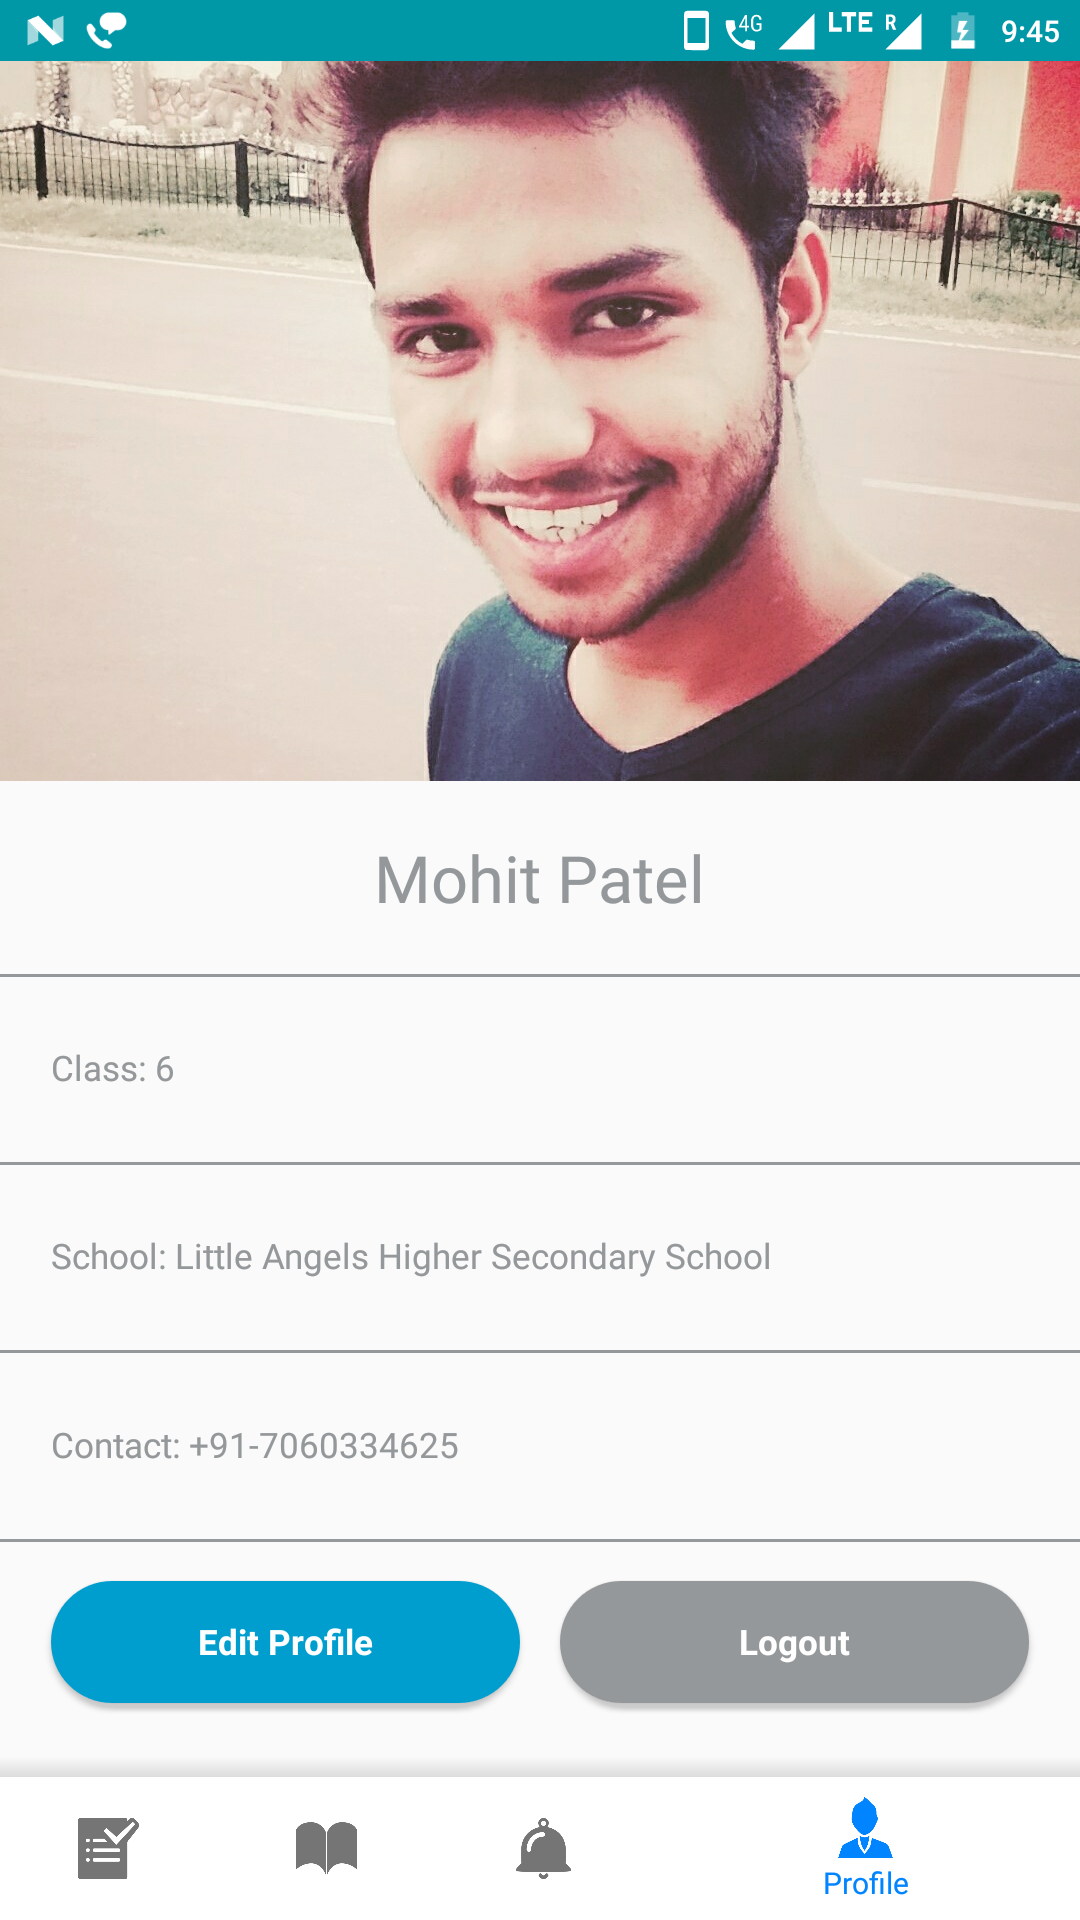 4G LTE R 9:45
Mohit Patel
Class: 6
School: Little Angels Higher Secondary School
Contact: +91-7060334625
Edit Profile Logout
Profile